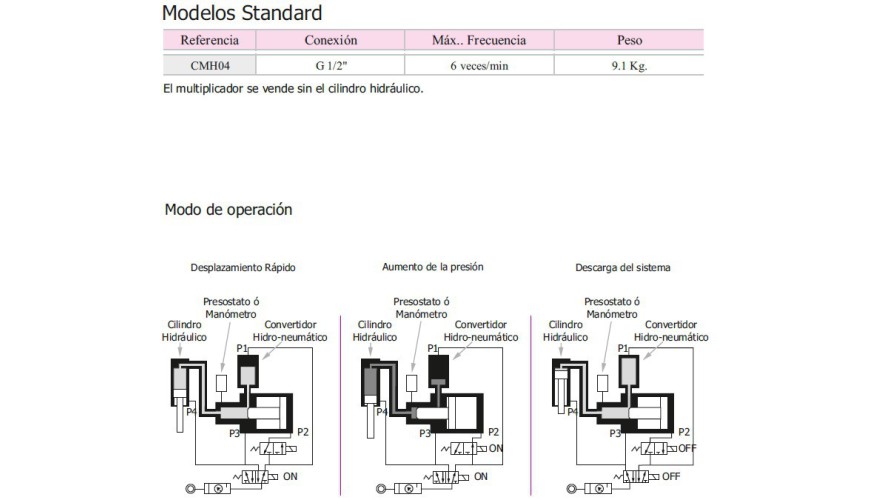 Modelos Standard
Referencia Conexión Máx.. Frecuencia Peso
CMH04 G 1/2" 6 veces/min 9.1 Kg.
El multiplicador se vende sin el cilindro hidráulico.
Modo de operación
Desplazamiento Rápido Aumento de la presión Descarga del sistema
Presostato ó Presostato ó Presostato ó
Manómetro Manómetro Manómetro
Cilindro Convertidor Cilindro Convertidor Cilindro Convertidor
Hidráulico Hidro-neumático Hidráulico Hidro-neumático Hidráulico Hidro-neumático
P1 P1 P1
P4 P4 P4
P3 P2 P3 P2 P3 P2
ON OFF
ON ON OFF